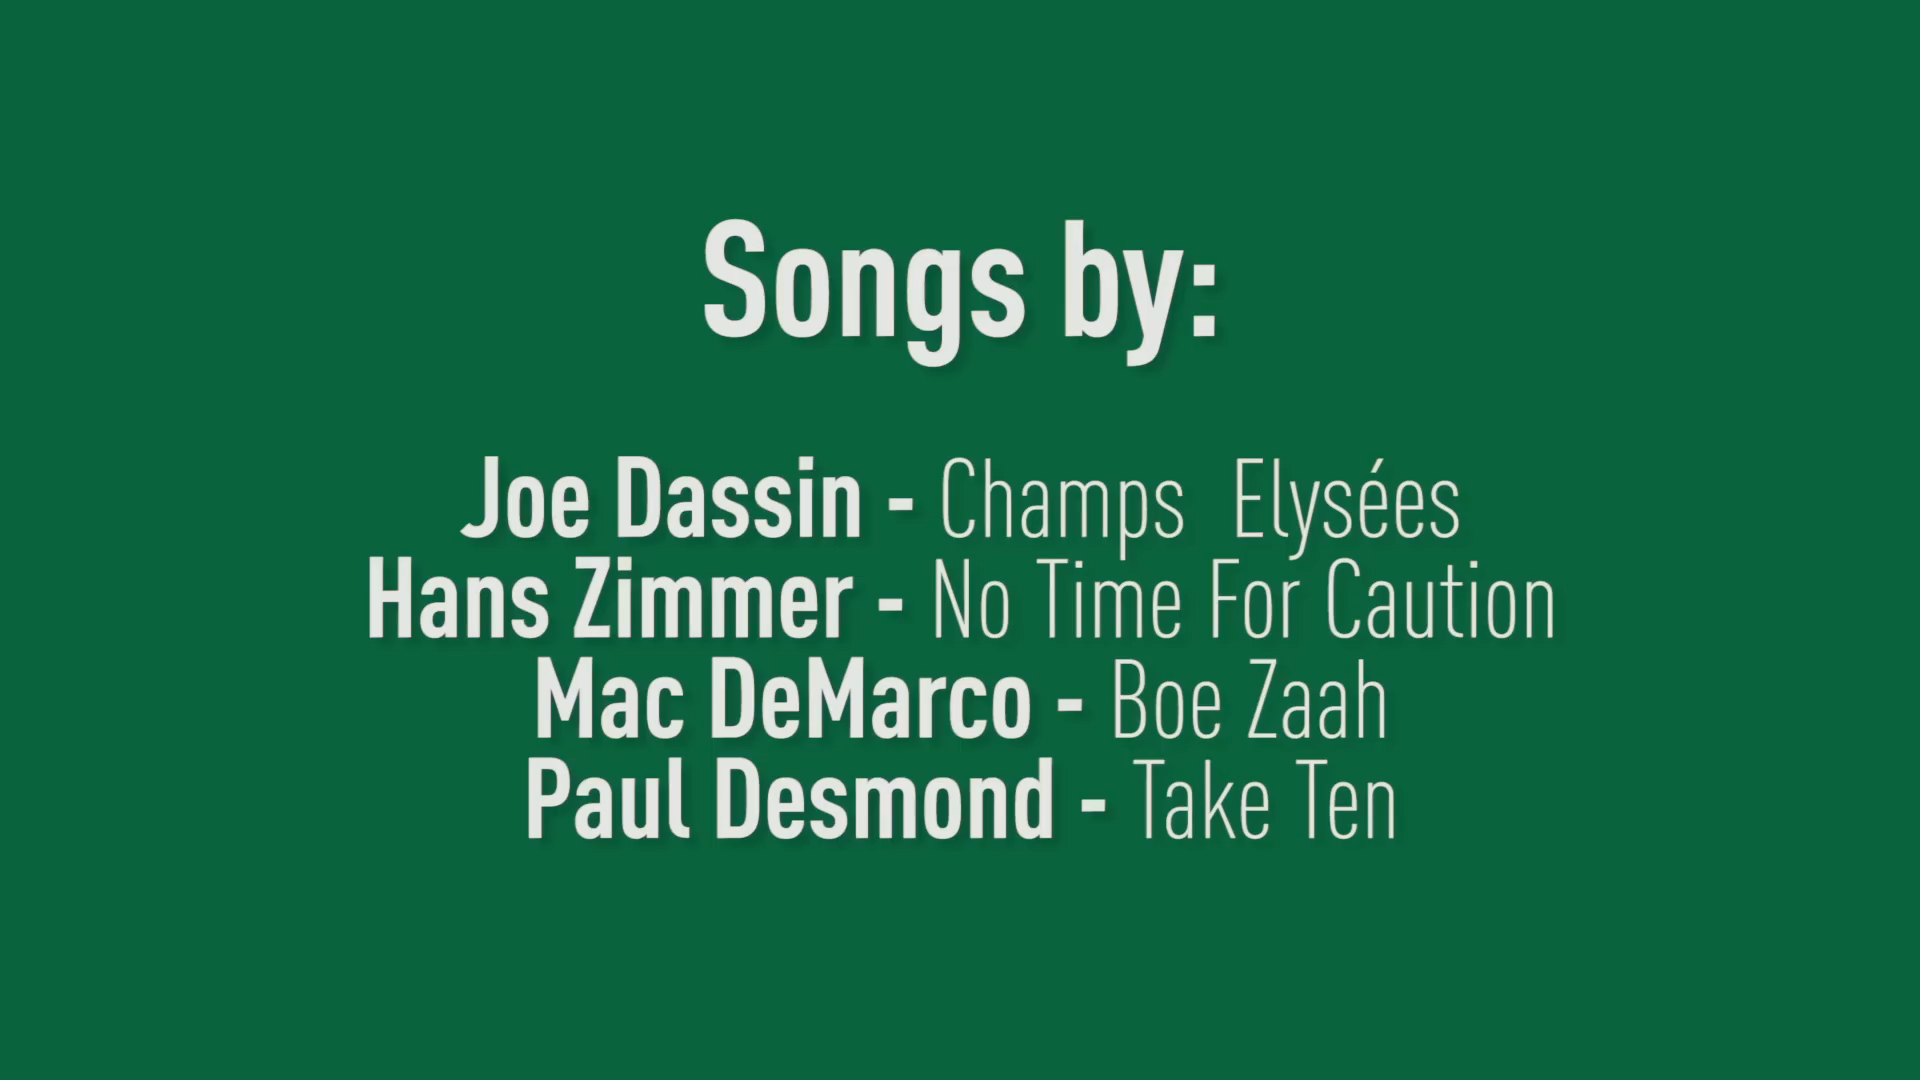 Songs by:
Joe Dassin - Champs  Elysées
Hans Zimmer - No Time For Caution
Mac DeMarco - Boe Zaah
Paul Desmond - Take Ten